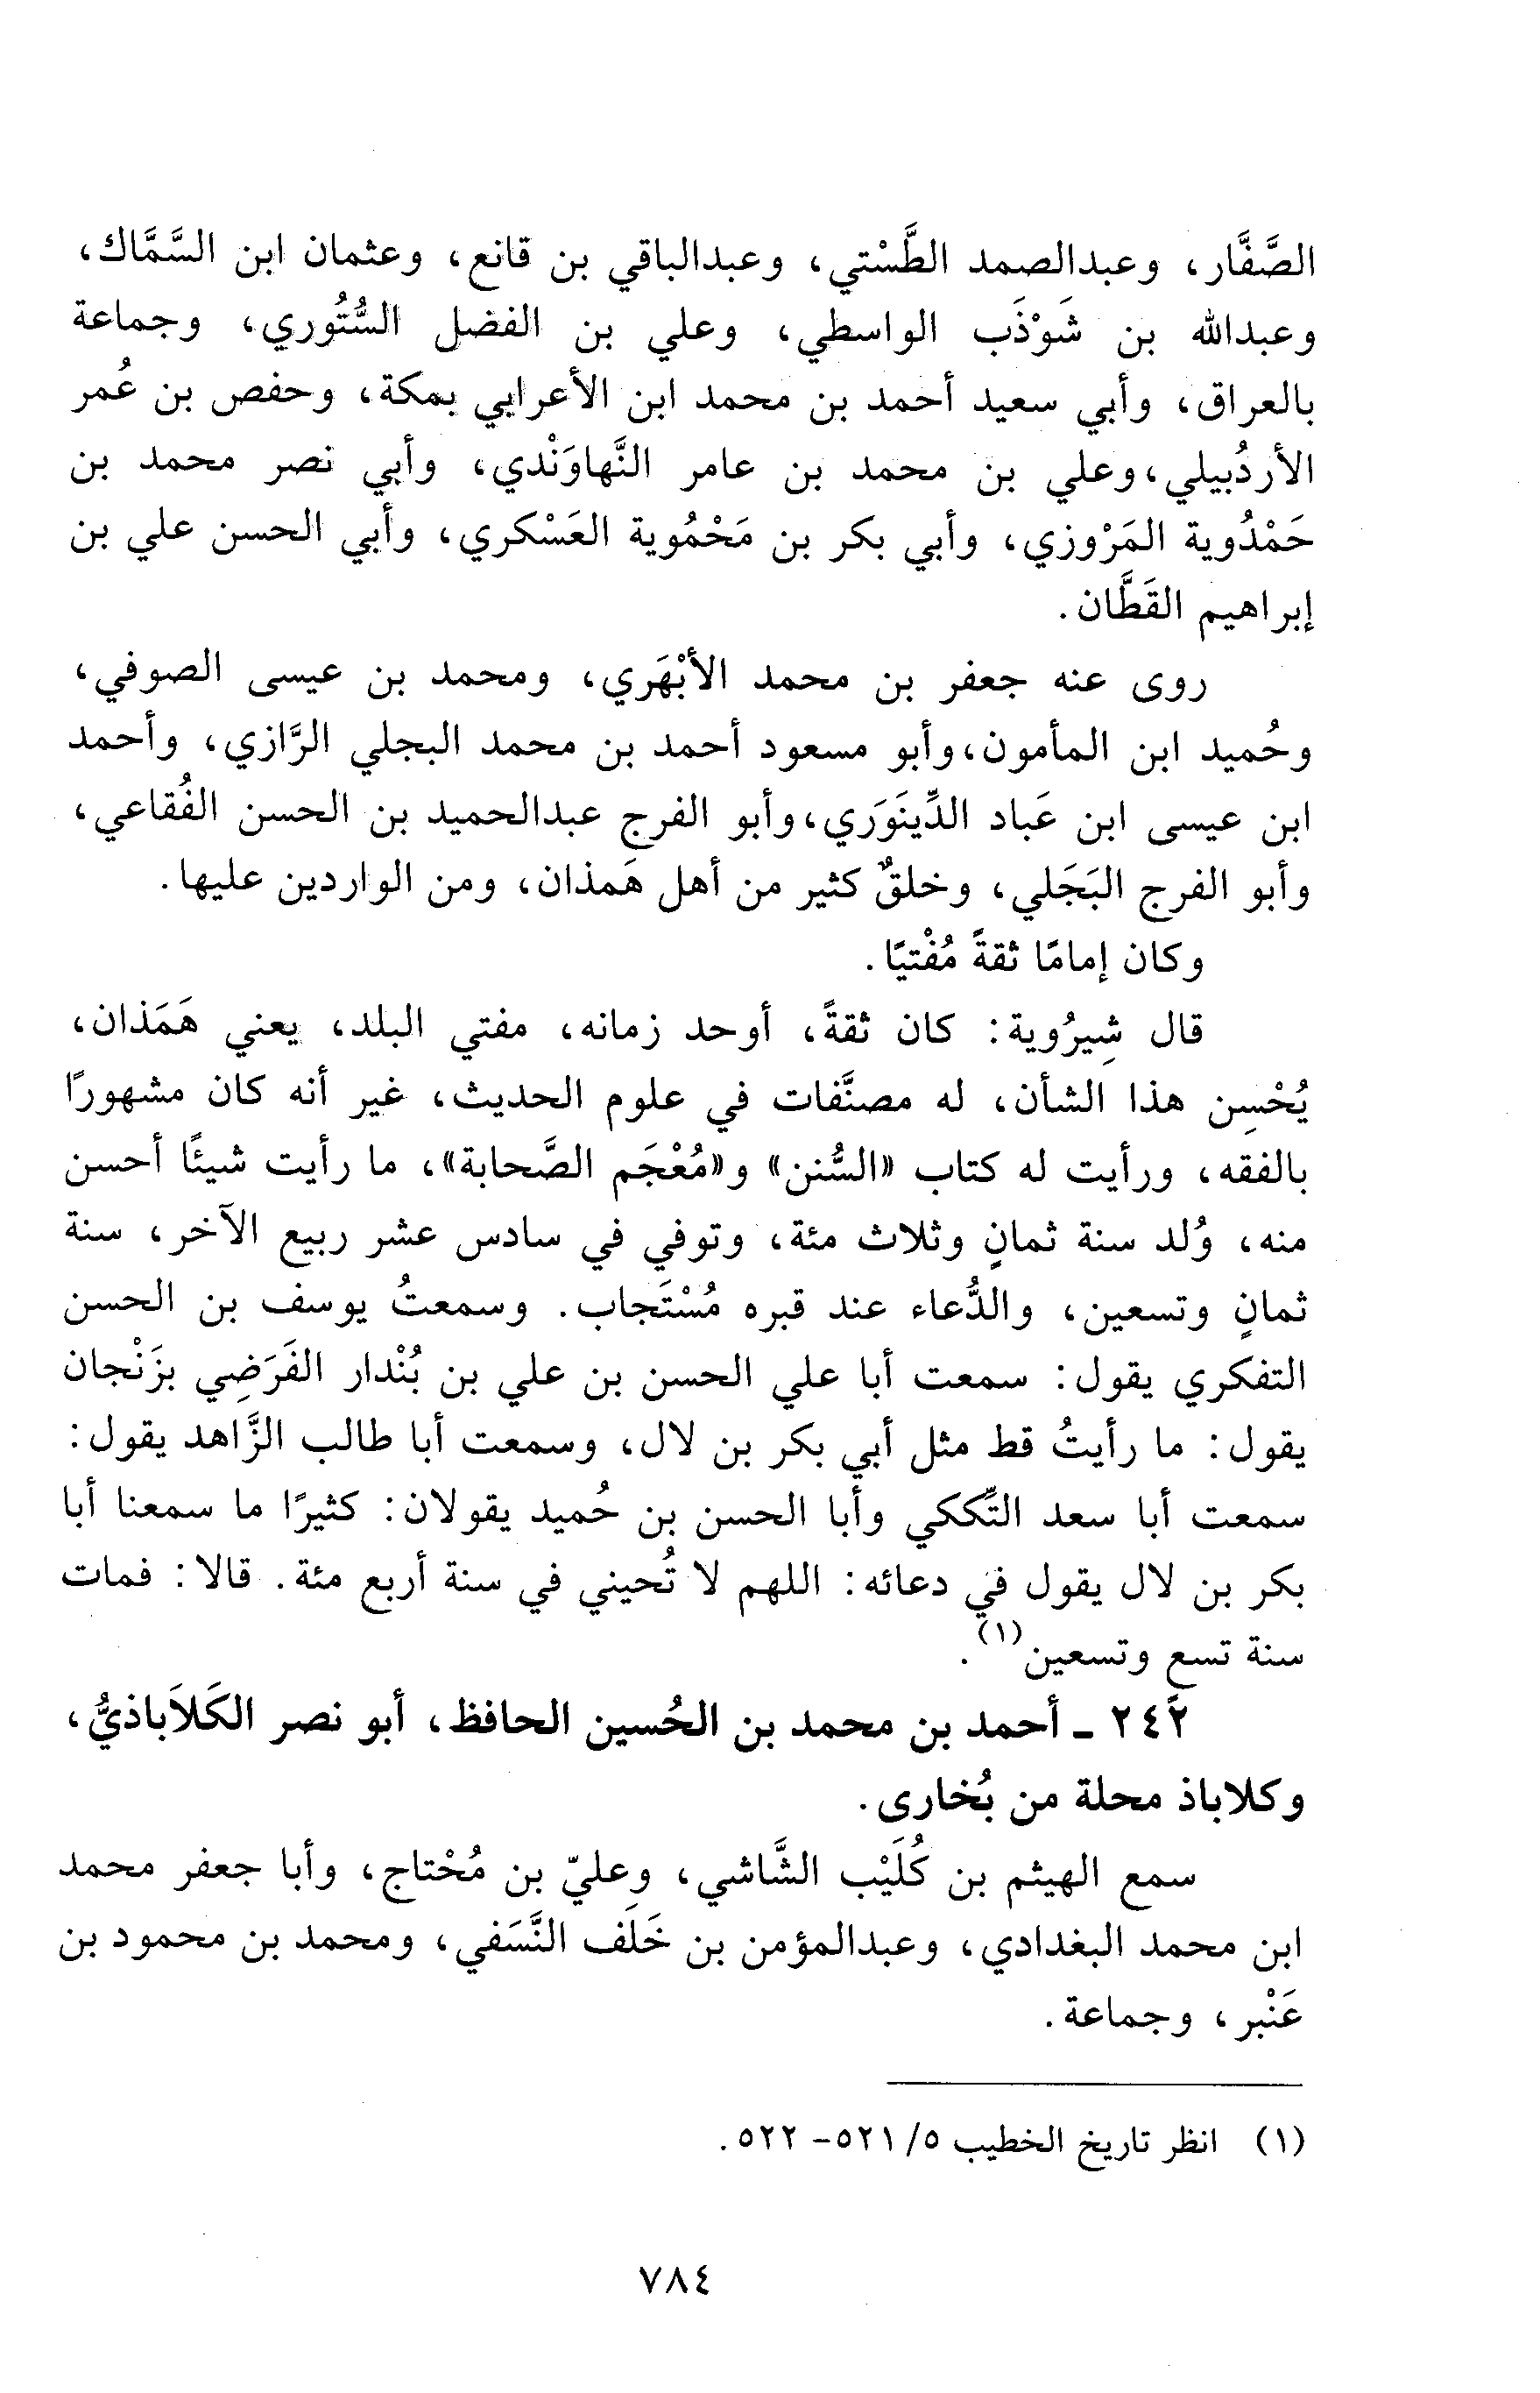 الصَّفَّار، وعبدالصمد الطَّسْتي، وعبدالباقي بن قانع، وعثمان ابن السَّمَّاك،
وعبدالله بن شَوْذَب الواسطي، وعلي بن الفضل السُّتُوري، وجماعة
بالعراق، وأبي سعيد أحمد بن محمد ابن الأعرابي بمكة، وحفص بن عُمر
الأردُبيلي، وعلي بن محمد بن عامر النَّهاوَنْدي، وأبي نصر محمد بن
حَمْدُوية المَرْوزي، وأبي بكر بن مَحْمُوية العَسْكري، وأبي الحسن علي بن
إبراهيم القَطَّان.
روى عنه جعفر بن محمد الأبْهَري، ومحمد بن عيسى الصوفي،
وحُميد ابن المأمون، وأبو مسعود أحمد بن محمد البجلي الرَّازي، وأحمد
ابن عيسى ابن عَباد الدِّينَوَري، وأبو الفرج عبدالحميد بن الحسن الفُقاعي،
وأبو الفرج البَجَلي، وخلقٌ كثير من أهل هَمذان، ومن الواردين عليها.
وكان إمامًا ثقةً مُفْتيًا.
قال شِيرُوية: كان ثقةً، أوحد زمانه، مفتي البلد، يعني هَمَذان،
يُحْسِن هذا الشأن، له مصنَّفات في علوم الحديث، غير أنه كان مشهورًا
بالفقه، ورأيت له كتاب «السُّنن» و«مُعْجَم الصَّحابة»، ما رأيت شيئًا أحسن
منه، وُلد سنة ثمانٍ وثلاث مئة، وتوفي في سادس عشر ربيع الآخر، سنة
ثمانٍ وتسعين، والدُّعاء عند قبره مُسْتَجاب. وسمعتُ يوسف بن الحسن
التفكري يقول: سمعت أبا علي الحسن بن علي بن بُنْدار الفَرَضِي بزَنْجان
يقول: ما رأيتُ قط مثل أبي بكر بن لال، وسمعت أبا طالب الزَّاهد يقول:
سمعت أبا سعد التِّككي وأبا الحسن بن حُميد يقولان: كثيرًا ما سمعنا أبا
بكر بن لال يقول في دعائه: اللهم لا تُحيني في سنة أربع مئة. قالا: فمات
سنة تسع وتسعين(١).
٢٤٢ ـ أحمد بن محمد بن الحُسين الحافظ، أبو نصر الكَلاَباذيُّ،
وكلاباذ محلة من بُخارى.
سمع الهيثم بن كُلَيْب الشَّاشي، وعليّ بن مُحْتاج، وأبا جعفر محمد
ابن محمد البغدادي، وعبدالمؤمن بن خَلَف النَّسَفي، ومحمد بن محمود بن
عَنْبر، وجماعة.
(١) انظر تاريخ الخطيب ٥/ ٥٢١ - ٥٢٢.
٧٨٤